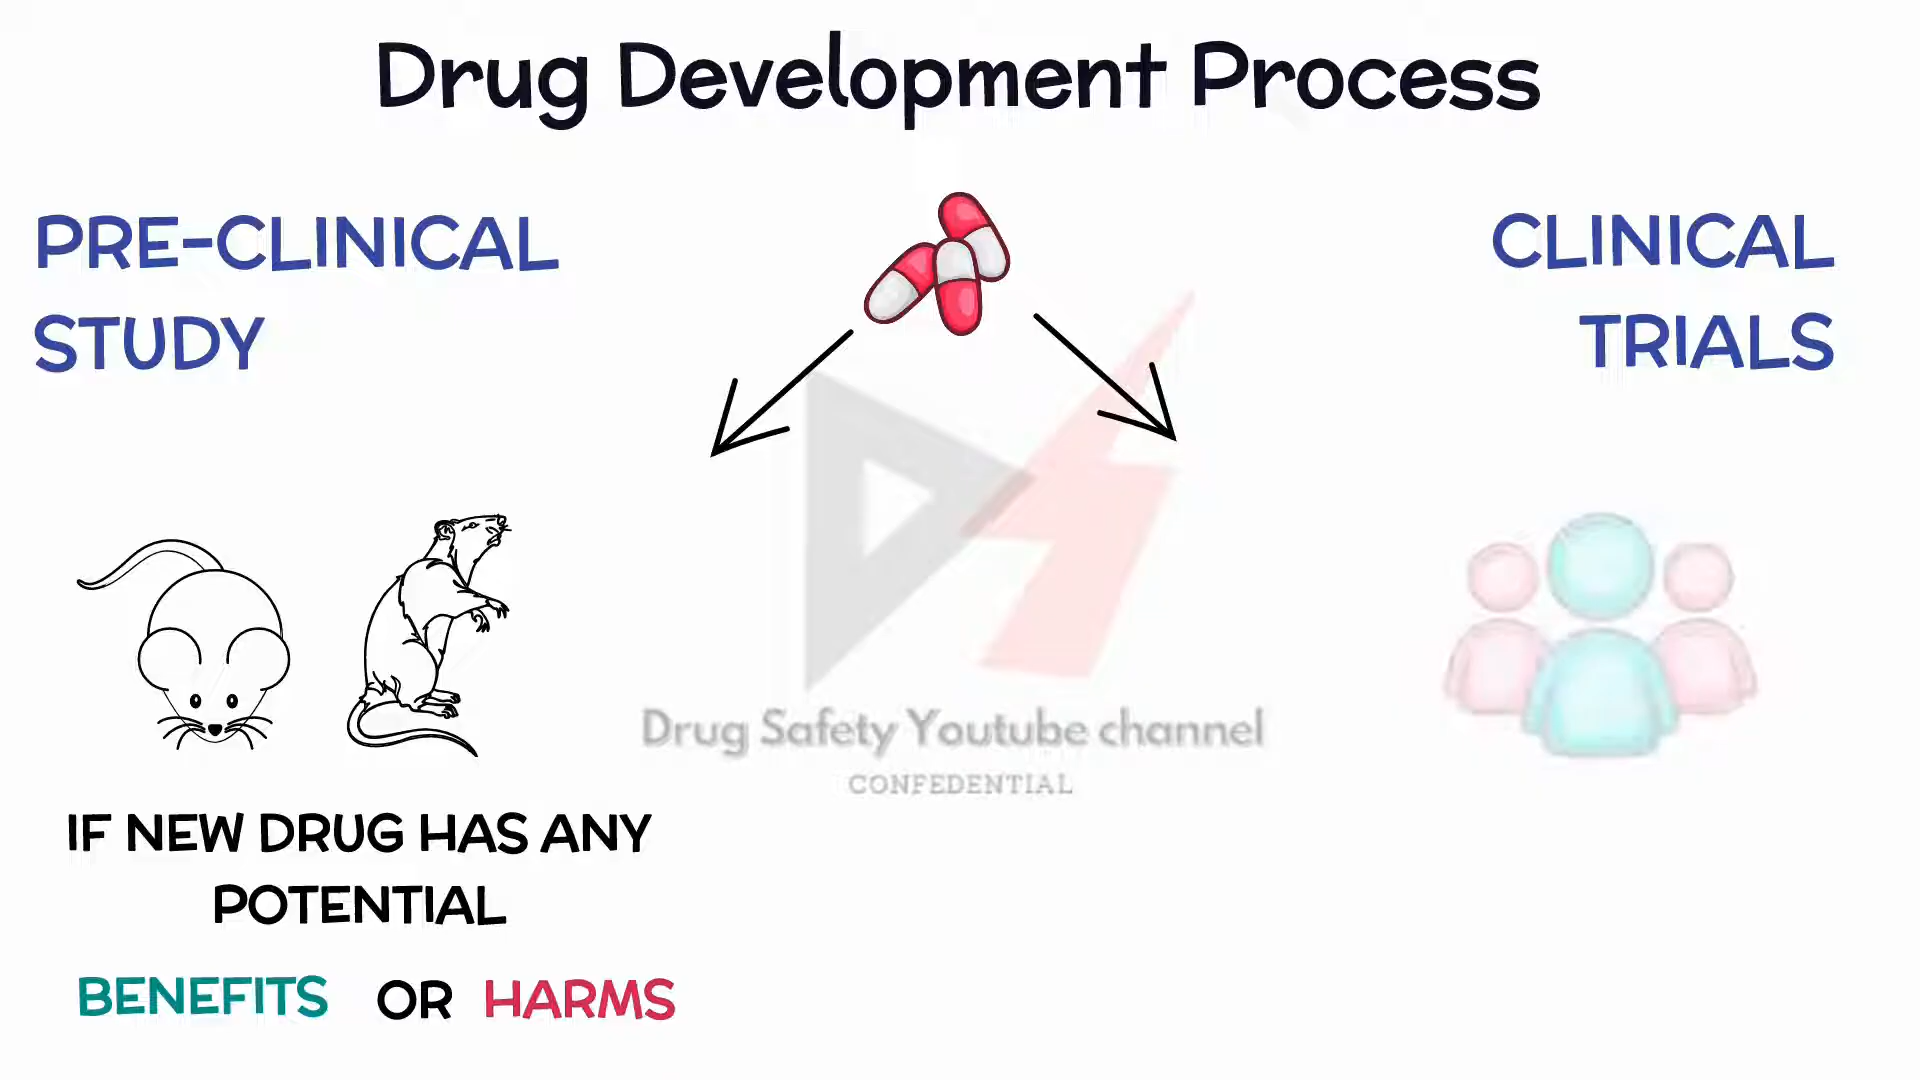 Drug Development Process
PRE-CLINICAL
STUDY
CLINICAL
TRIALS
Drug Safety Youtube channel
CONFEDENTIAL
IF NEW DRUG HAS ANY
POTENTIAL
BENEFITS OR HARMS